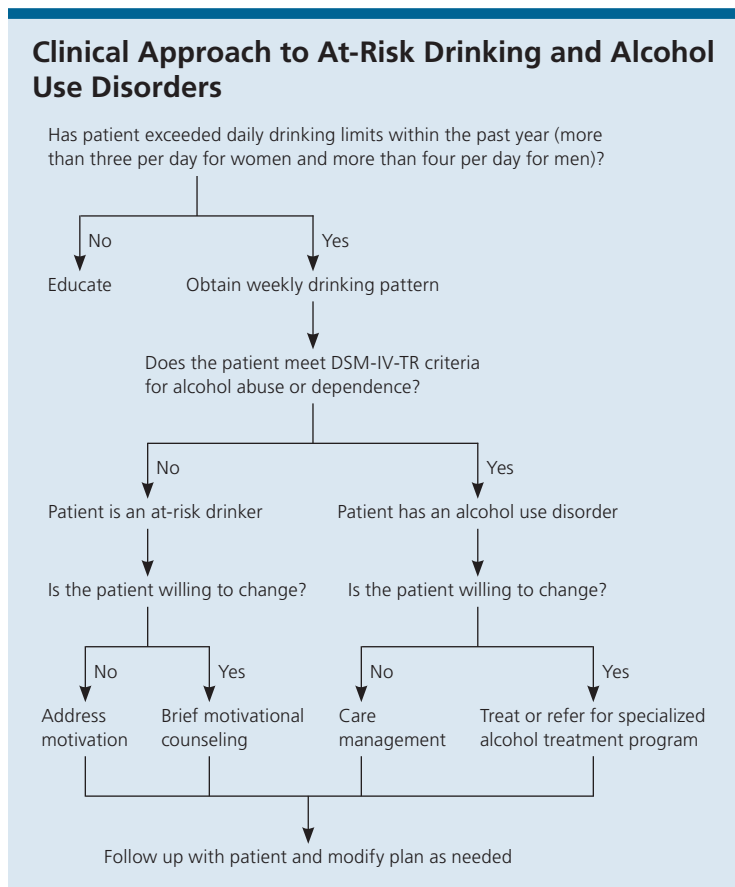 Clinical Approach to At-Risk Drinking and Alcohol
Use Disorders
Has patient exceeded daily drinking limits within the past year (more
than three per day for women and more than four per day for men)?
No
Yes
Educate
Obtain weekly drinking pattern
Does the patient meet DSM-IV-TR criteria
for alcohol abuse or dependence?
No
Yes
Patient is an at-risk drinker
Patient has an alcohol use disorder
Is the patient willing to change?
Is the patient willing to change?
No
Yes
No
Yes
Address
motivation
Brief motivational
counseling
Care
management
Treat or refer for specialized
alcohol treatment program
Follow up with patient and modify plan as needed